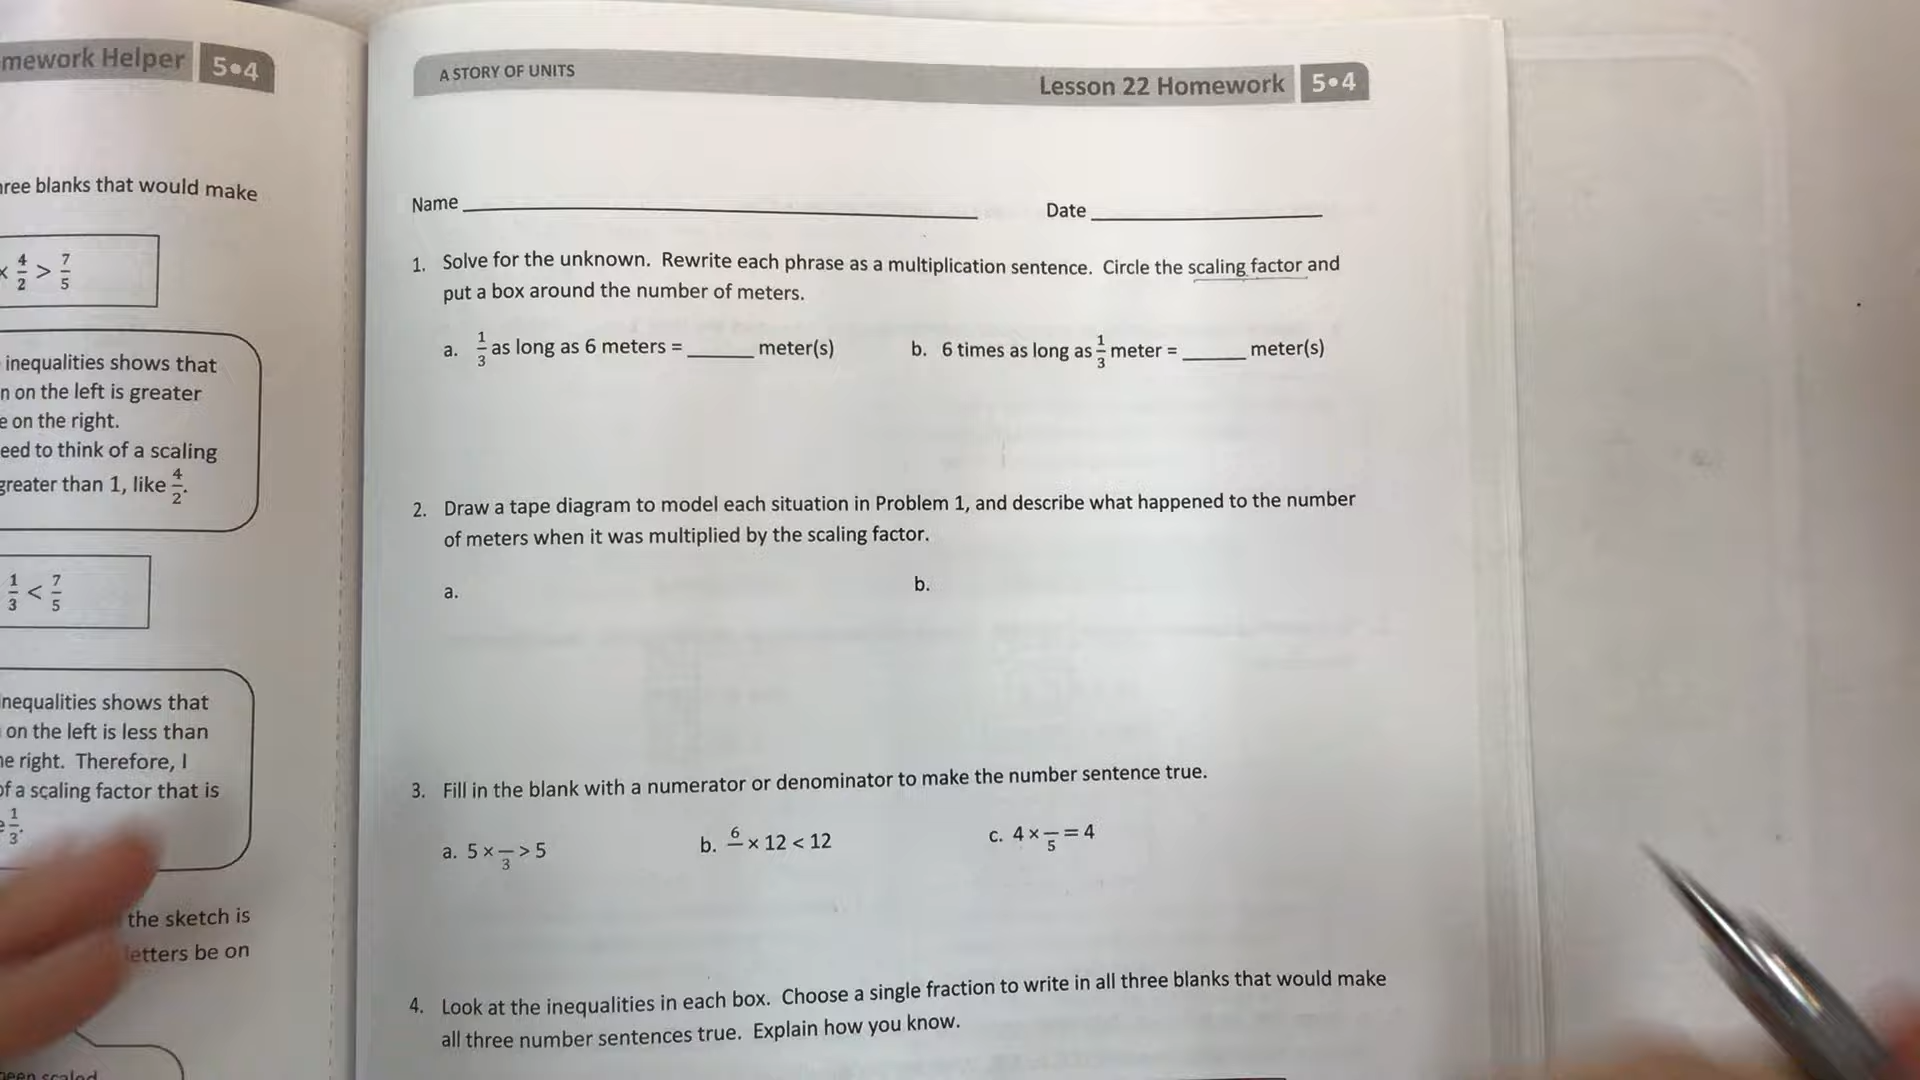 mework Helper 5•4
blanks that would make
× 4/2 > 7/5
inequalities shows that
on the left is greater
on the right.
to think of a scaling
greater than 1, like 4/2.
1/3 < 7/5
inequalities shows that
on the left is less than
right. Therefore, I
of a scaling factor that is
1/3.
the sketch is
letters be on
A STORY OF UNITS
Lesson 22 Homework 5•4
Name
Date
1. Solve for the unknown. Rewrite each phrase as a multiplication sentence. Circle the scaling factor and
put a box around the number of meters.
a. 1/3 as long as 6 meters = ______ meter(s) b. 6 times as long as 1/3 meter = ______ meter(s)
2. Draw a tape diagram to model each situation in Problem 1, and describe what happened to the number
of meters when it was multiplied by the scaling factor.
a. b.
3. Fill in the blank with a numerator or denominator to make the number sentence true.
a. 5 × _/3 > 5 b. 6/_ × 12 < 12 c. 4 × _/5 = 4
4. Look at the inequalities in each box. Choose a single fraction to write in all three blanks that would make
all three number sentences true. Explain how you know.